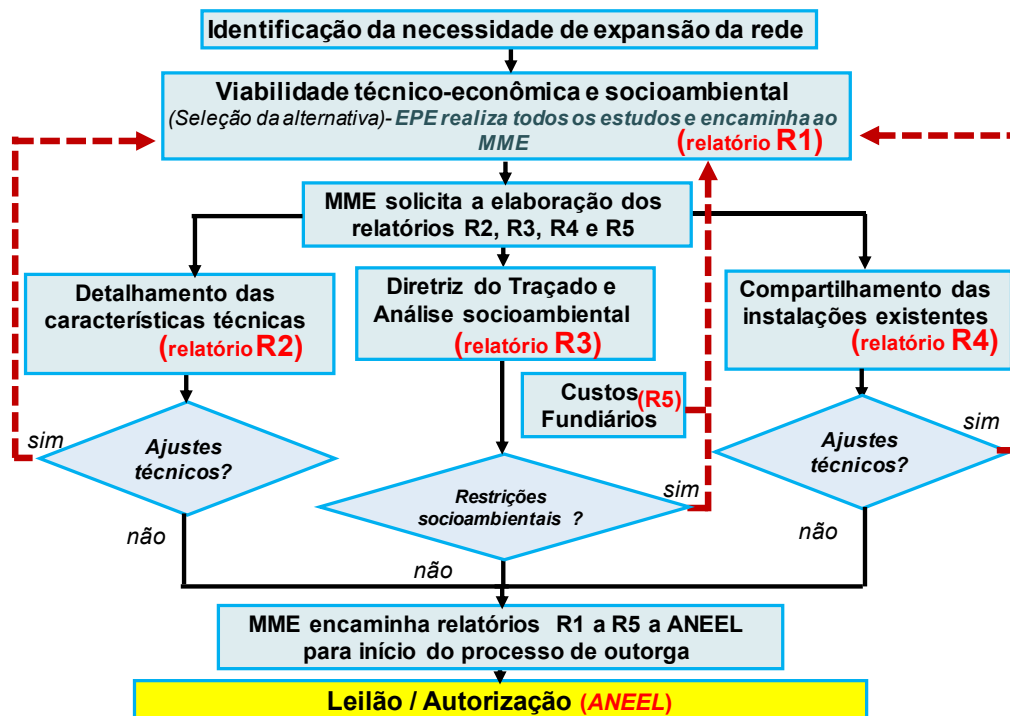 Identificação da necessidade de expansão da rede
Viabilidade técnico-econômica e socioambiental
(Seleção da alternativa)- EPE realiza todos os estudos e encaminha ao
MME (relatório R1)
MME solicita a elaboração dos
relatórios R2, R3, R4 e R5
Detalhamento das
características técnicas
(relatório R2)
Diretriz do Traçado e
Análise socioambiental
(relatório R3)
Compartilhamento das
instalações existentes
(relatório R4)
Custos (R5)
Fundiários
sim
Ajustes
técnicos?
não
Restrições
socioambientais ?
sim
não
Ajustes
técnicos?
sim
não
MME encaminha relatórios R1 a R5 a ANEEL
para início do processo de outorga
Leilão / Autorização (ANEEL)